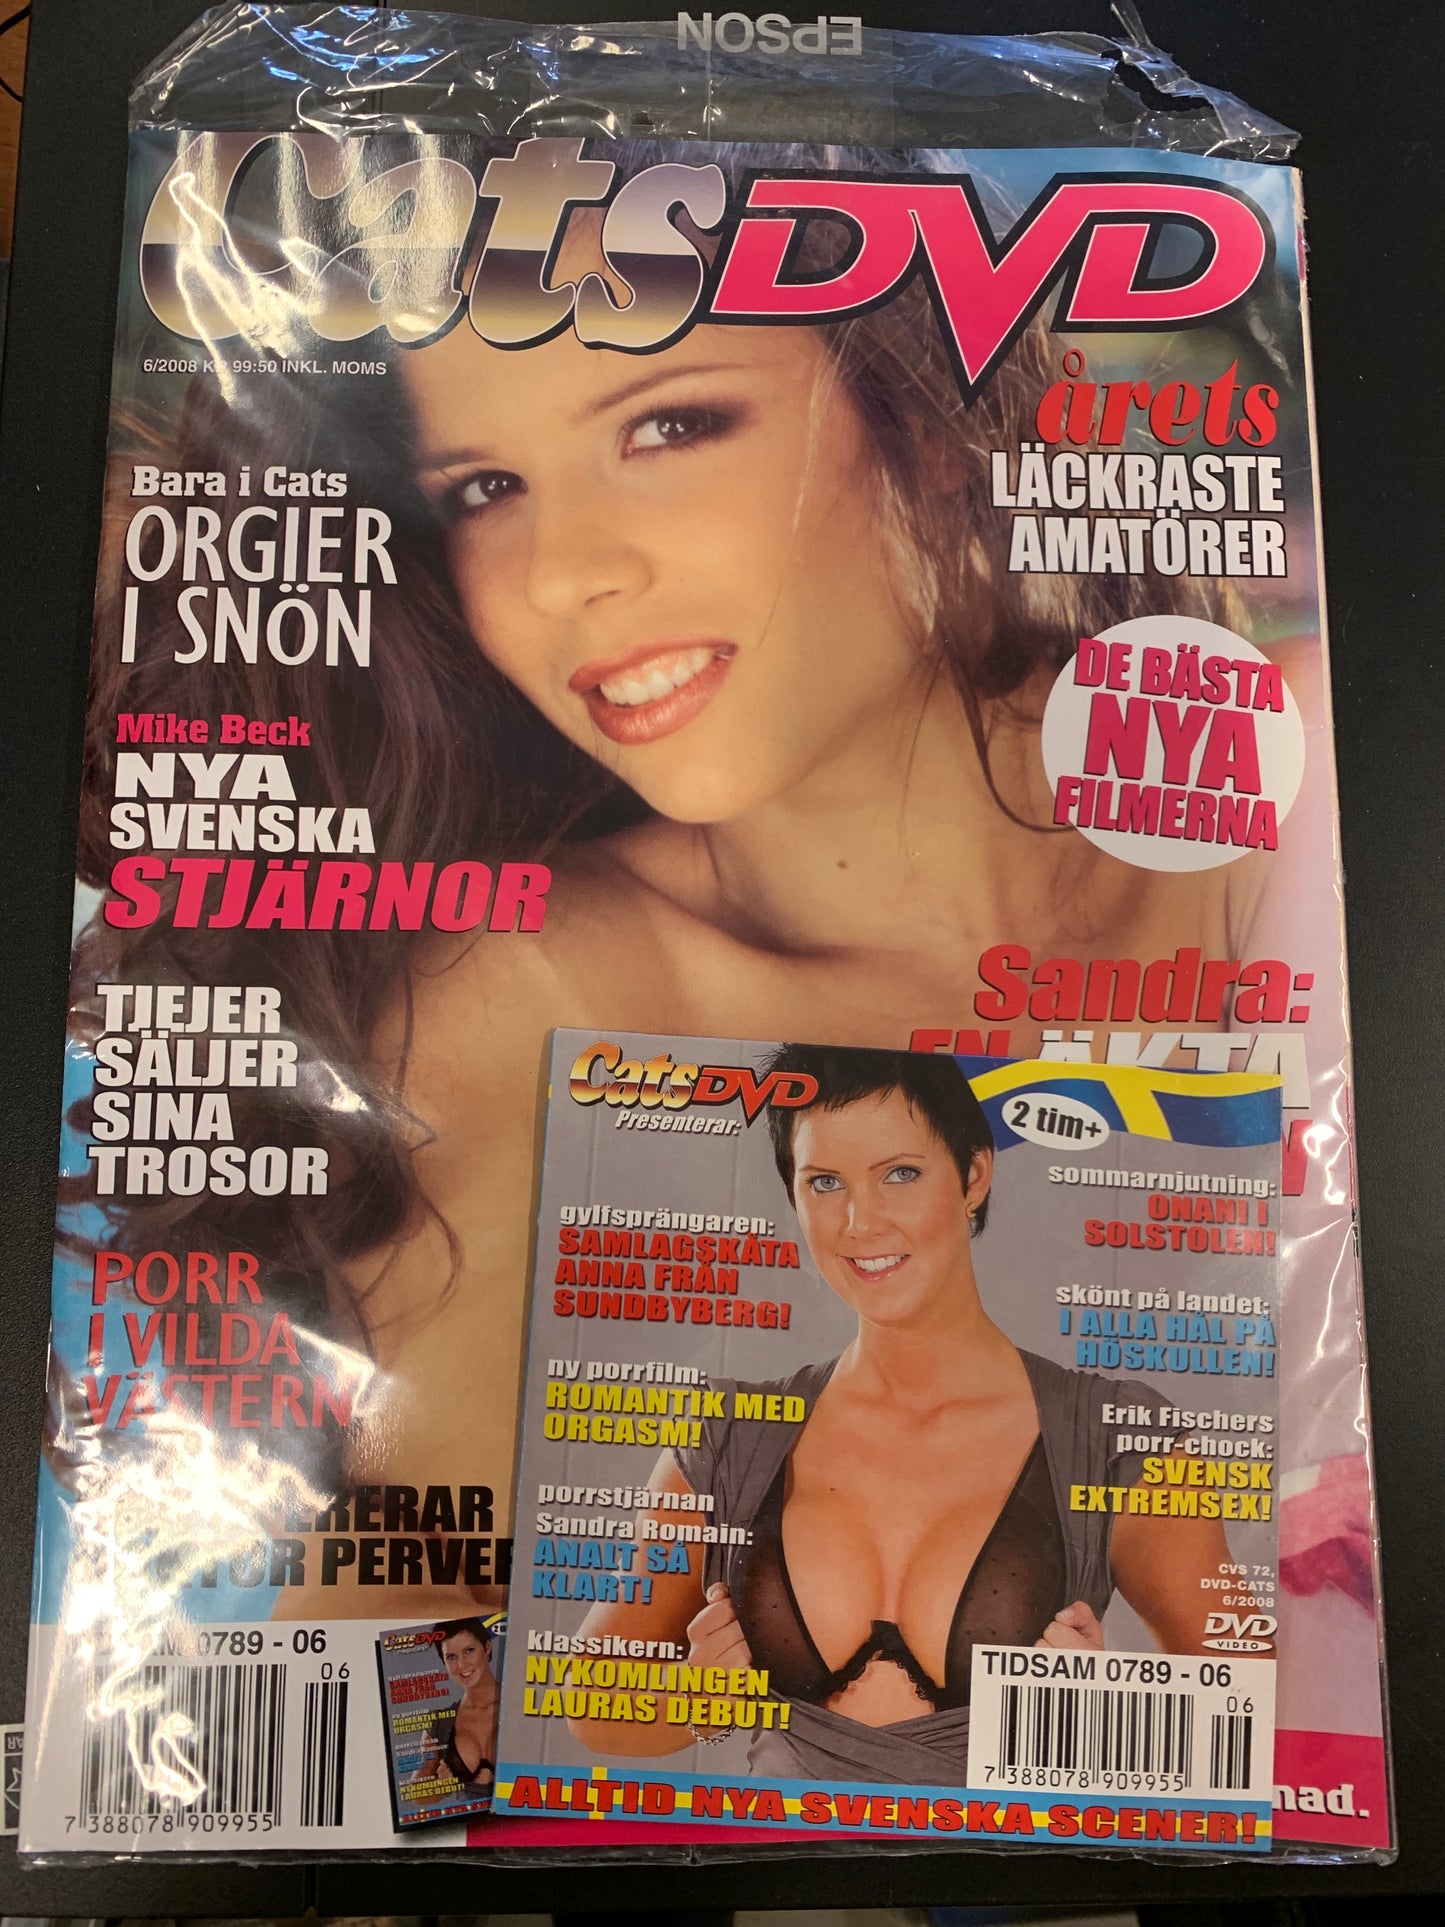 EPSON
Cats DVD
6/2008 KR 99:50 INKL. MOMS
årets
LÄCKRASTE
AMATÖRER
Bara i Cats
ORGIER
I SNÖN
DE BÄSTA
NYA
FILMERNA
Mike Beck
NYA
SVENSKA
STJÄRNOR
Sandra:
EN ÄKTA
TJEJER
SÄLJER
SINA
TROSOR
PORR
I VILDA
VÄSTERN
PERVER
TIDSAM 0789 - 06
06
7 388078 909955
nad.
Cats DVD
Presenterar:
2 tim+
sommarnjutning:
ONANI I
SOLSTOLEN!
gylfsprängaren:
SAMLAGSKÅTA
ANNA FRÅN
SUNDBYBERG!
skönt på landet:
I ALLA HÅL PÅ
HÖSKULLEN!
ny porrfilm:
ROMANTIK MED
ORGASM!
Erik Fischers
porr-chock:
SVENSK
EXTREMSEX!
porrstjärnan
Sandra Romain:
ANALT SÅ
KLART!
CVS 72,
DVD-CATS
6/2008
DVD
VIDEO
klassikern:
NYKOMLINGEN
LAURAS DEBUT!
TIDSAM 0789 - 06
06
7 388078 909955
ALLTID NYA SVENSKA SCENER!